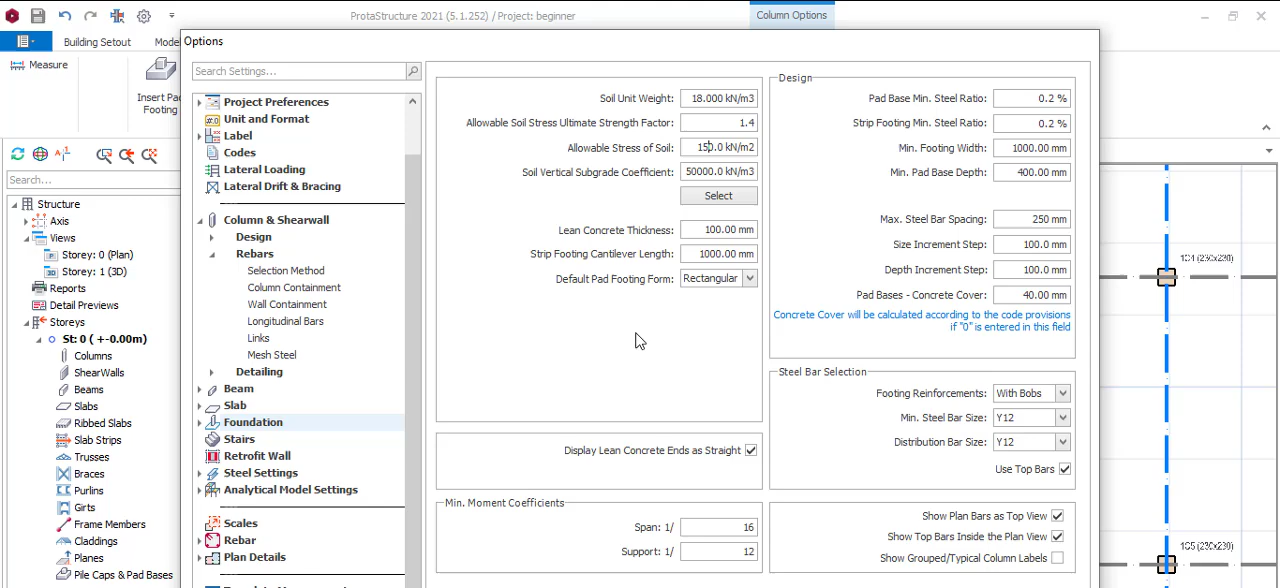 ProtaStructure 2021 (5.1.252) / Project: beginner
Column Options
Building Setout
Mode
Options
Measure
Insert Pa
Footing
Search...
Structure
Axis
Views
Storey: 0 (Plan)
Storey: 1 (3D)
Reports
Detail Previews
Storeys
St: 0 ( +-0.00m)
Columns
ShearWalls
Beams
Slabs
Ribbed Slabs
Slab Strips
Trusses
Braces
Purlins
Girts
Frame Members
Claddings
Planes
Pile Caps & Pad Bases
Search Settings...
Project Preferences
Unit and Format
Label
Codes
Lateral Loading
Lateral Drift & Bracing
Column & Shearwall
Design
Rebars
Selection Method
Column Containment
Wall Containment
Longitudinal Bars
Links
Mesh Steel
Detailing
Beam
Slab
Foundation
Stairs
Retrofit Wall
Steel Settings
Analytical Model Settings
Scales
Rebar
Plan Details
Soil Unit Weight: 18.000 kN/m3
Allowable Soil Stress Ultimate Strength Factor: 1.4
Allowable Stress of Soil: 150.0 kN/m2
Soil Vertical Subgrade Coefficient: 50000.0 kN/m3
Select
Lean Concrete Thickness: 100.00 mm
Strip Footing Cantilever Length: 1000.00 mm
Default Pad Footing Form: Rectangular
Display Lean Concrete Ends as Straight
Min. Moment Coefficients
Span: 1/ 16
Support: 1/ 12
Design
Pad Base Min. Steel Ratio: 0.2 %
Strip Footing Min. Steel Ratio: 0.2 %
Min. Footing Width: 1000.00 mm
Min. Pad Base Depth: 400.00 mm
Max. Steel Bar Spacing: 250 mm
Size Increment Step: 100.0 mm
Depth Increment Step: 100.0 mm
Pad Bases - Concrete Cover: 40.00 mm
Concrete Cover will be calculated according to the code provisions
if "0" is entered in this field
Steel Bar Selection
Footing Reinforcements: With Bobs
Min. Steel Bar Size: Y12
Distribution Bar Size: Y12
Use Top Bars
Show Plan Bars as Top View
Show Top Bars Inside the Plan View
Show Grouped/Typical Column Labels
1C4 (230x230)
1C5 (230x230)